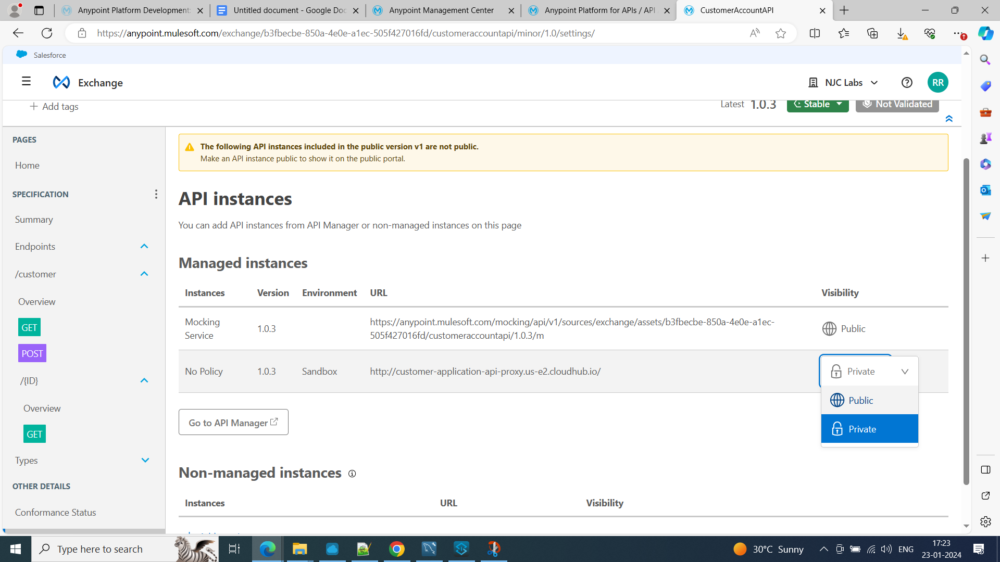 Anypoint Platform Development:
Untitled document - Google Doc
Anypoint Management Center
Anypoint Platform for APIs / API
CustomerAccountAPI
https://anypoint.mulesoft.com/exchange/b3fbecbe-850a-4e0e-a1ec-505f427016fd/customeraccountapi/minor/1.0/settings/
Salesforce
Exchange
NJC Labs
RR
Add tags
Latest 1.0.3
Stable
Not Validated
PAGES
Home
SPECIFICATION
Summary
Endpoints
/customer
Overview
GET
POST
/{ID}
Overview
GET
Types
OTHER DETAILS
Conformance Status
The following API instances included in the public version v1 are not public.
Make an API instance public to show it on the public portal.
API instances
You can add API instances from API Manager or non-managed instances on this page
Managed instances
Instances Version Environment URL Visibility
Mocking Service 1.0.3 https://anypoint.mulesoft.com/mocking/api/v1/sources/exchange/assets/b3fbecbe-850a-4e0e-a1ec-
505f427016fd/customeraccountapi/1.0.3/m Public
No Policy 1.0.3 Sandbox http://customer-application-api-proxy.us-e2.cloudhub.io/ Private
Public
Private
Go to API Manager
Non-managed instances
Instances URL Visibility
Type here to search
30°C Sunny
ENG
17:23
23-01-2024